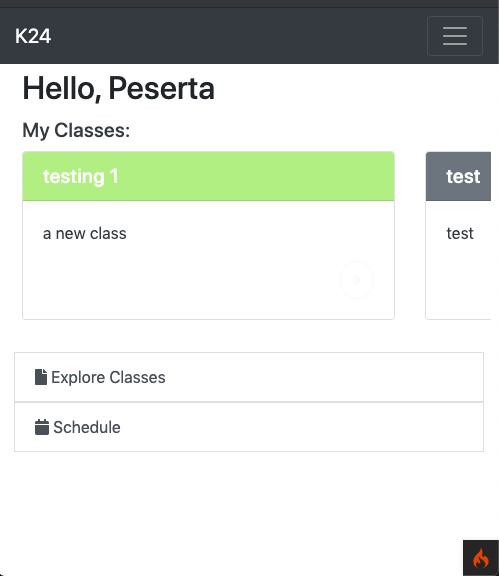 K24
Hello, Peserta
My Classes:
testing 1
test
a new class
test
Explore Classes
Schedule